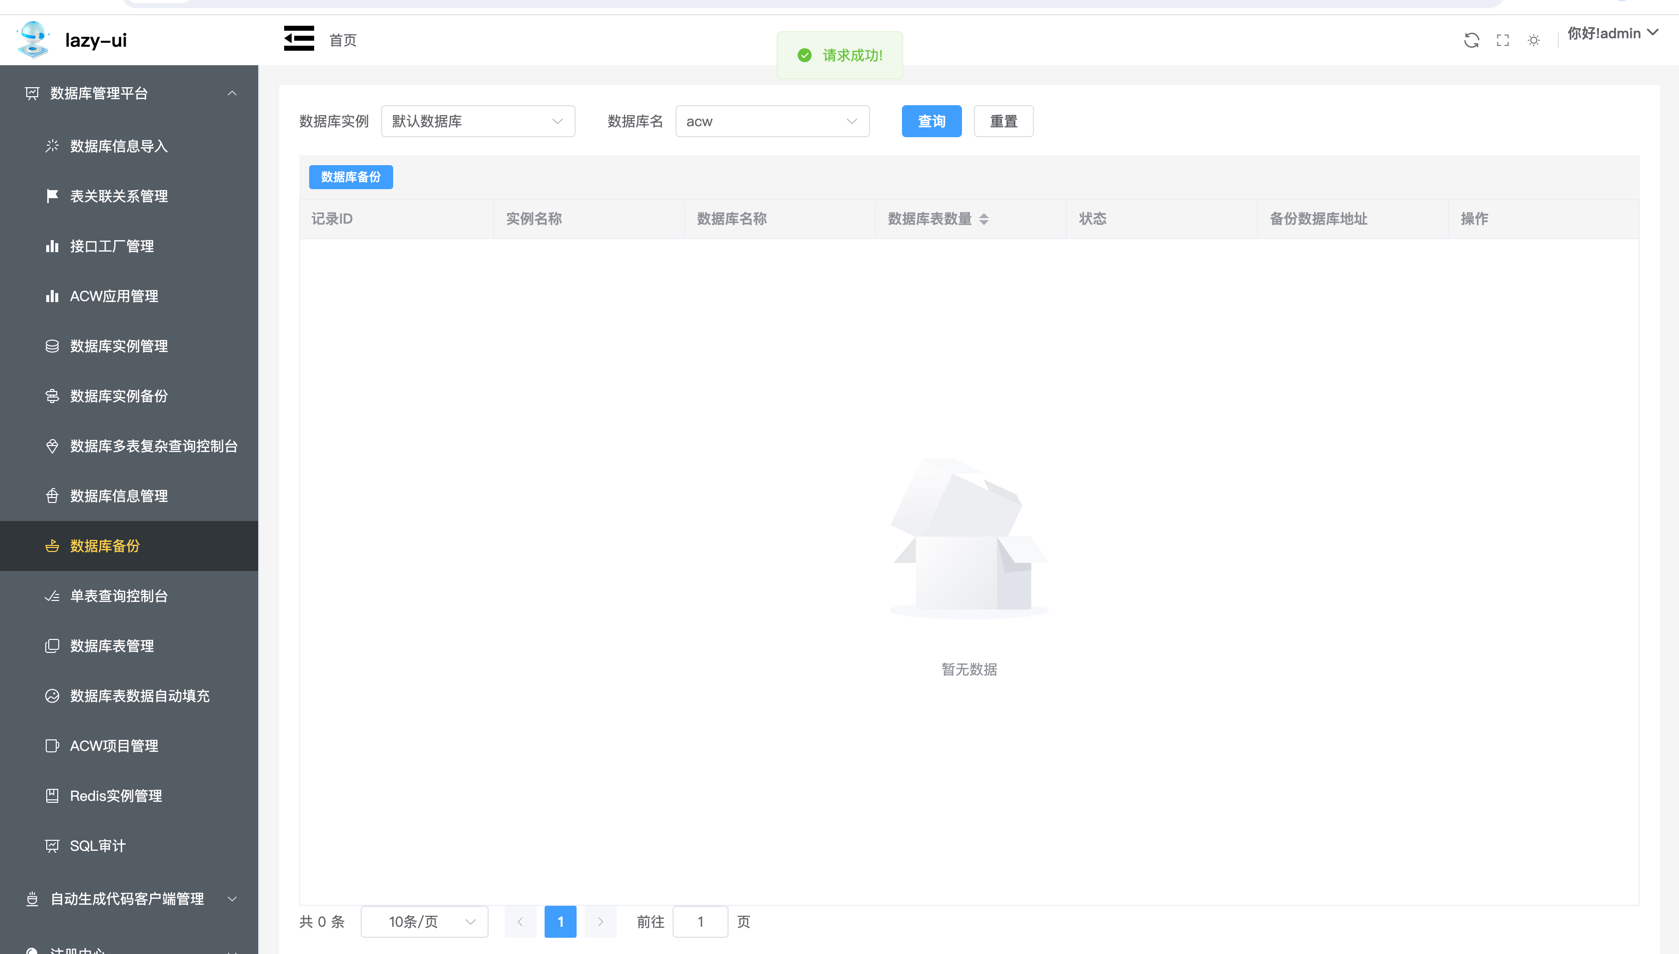 lazy-ui
首页
请求成功!
你好!admin
数据库管理平台
数据库信息导入
表关联关系管理
接口工厂管理
ACW应用管理
数据库实例管理
数据库实例备份
数据库多表复杂查询控制台
数据库信息管理
数据库备份
单表查询控制台
数据库表管理
数据库表数据自动填充
ACW项目管理
Redis实例管理
SQL审计
自动生成代码客户端管理
注册中心
数据库实例 默认数据库 数据库名 acw 查询 重置
数据库备份
记录ID 实例名称 数据库名称 数据库表数量 状态 备份数据库地址 操作
暂无数据
共 0 条 10条/页 1 前往 1 页